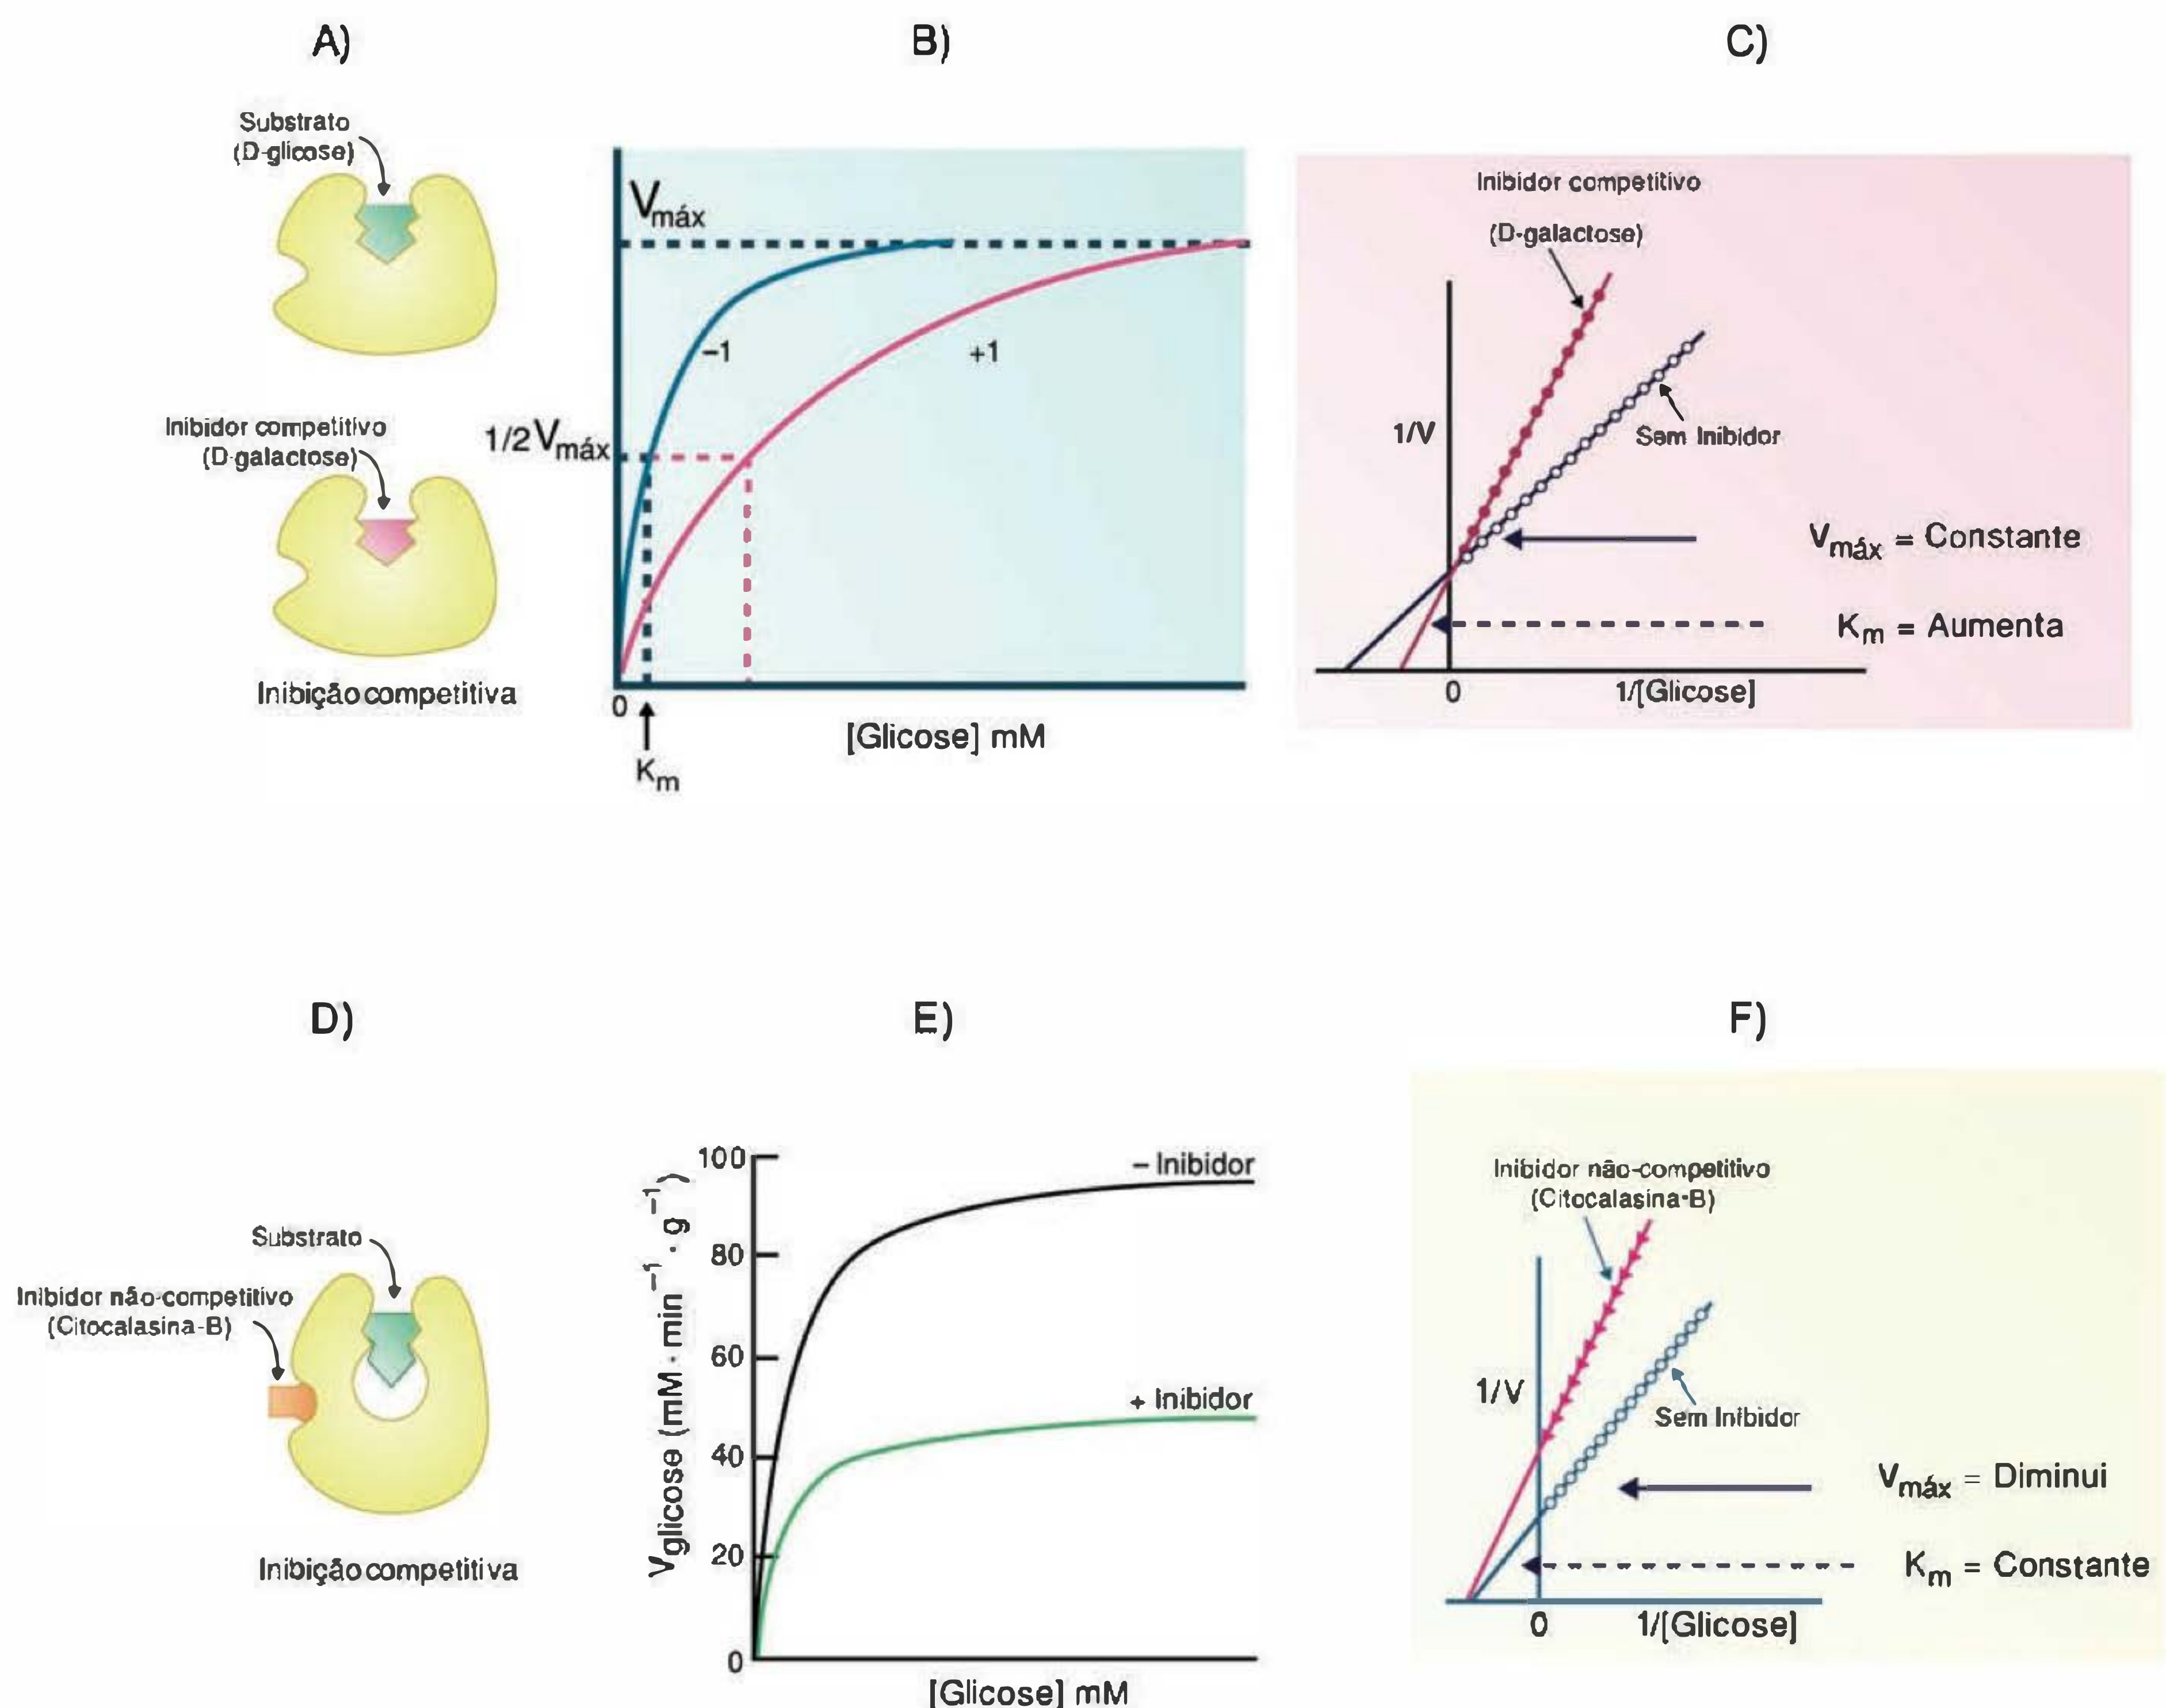 A)
Substrato
(D-glicose)
Inibidor competitivo
(D-galactose)
Inibição competitiva
B)
Vmáx
1/2 Vmáx
–1
+1
0
Km
[Glicose] mM
C)
Inibidor competitivo
(D-galactose)
1/V
Sem Inibidor
Vmáx = Constante
Km = Aumenta
0
1/[Glicose]
D)
Substrato
Inibidor não-competitivo
(Citocalasina-B)
Inibição competitiva
E)
Vglicose (mM · min⁻¹ · g⁻¹)
100
80
60
40
20
0
– Inibidor
+ Inibidor
[Glicose] mM
F)
Inibidor não-competitivo
(Citocalasina-B)
1/V
Sem Inibidor
Vmáx = Diminui
Km = Constante
0
1/[Glicose]